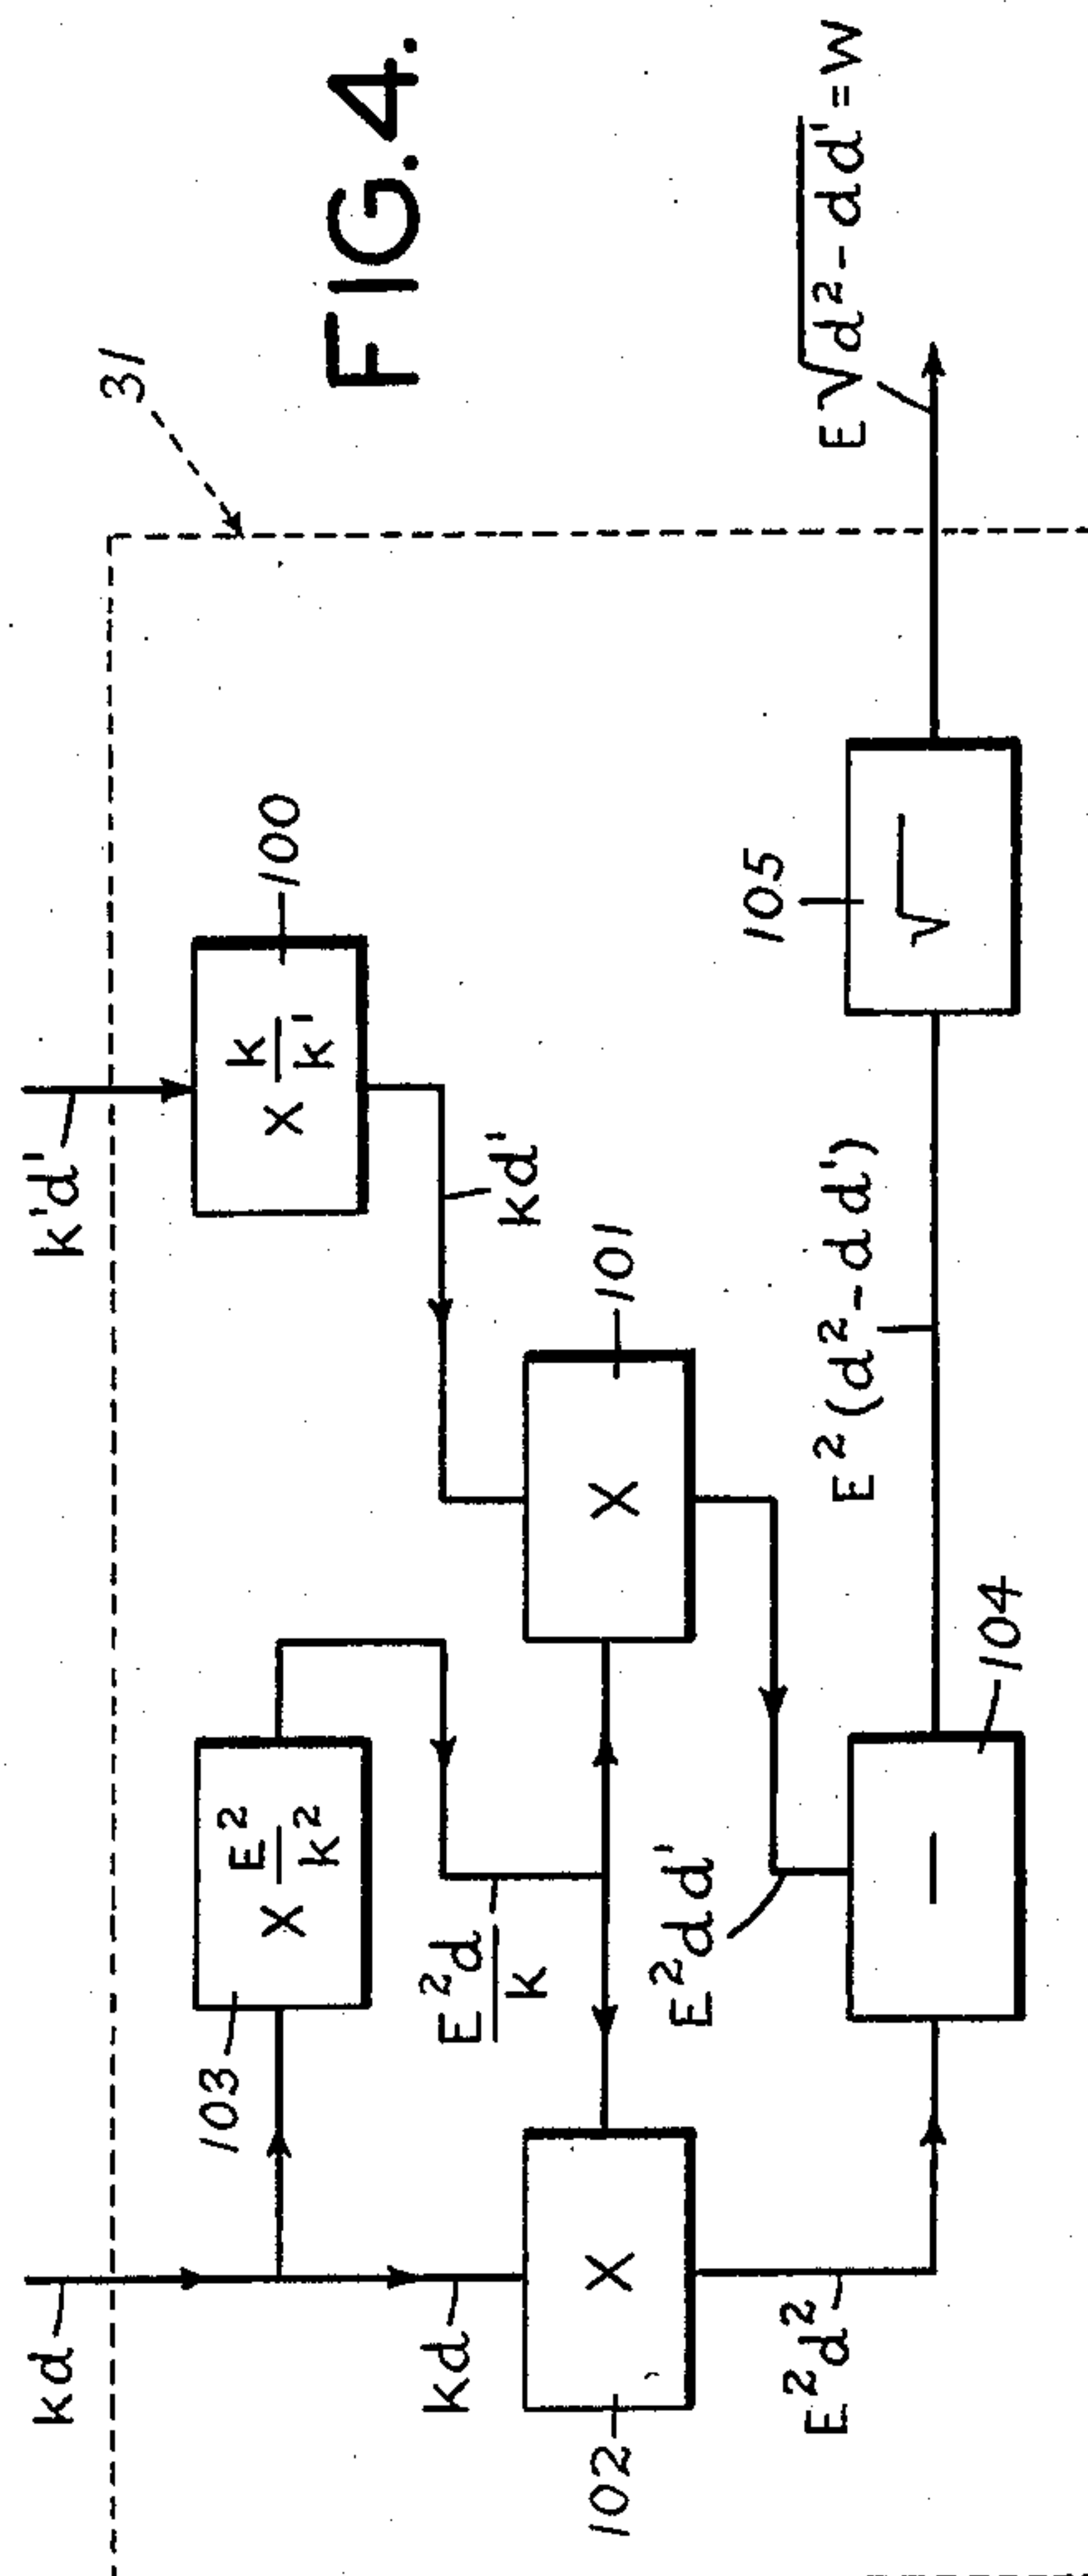 FIG.4.
31
kd
k'd'
103
X E²/k²
X k/k'
100
kd
E²d/k
kd'
102
X
X
101
E²d²
E²dd'
104
−
E²(d²-dd')
105
√
E√d²-dd' = W